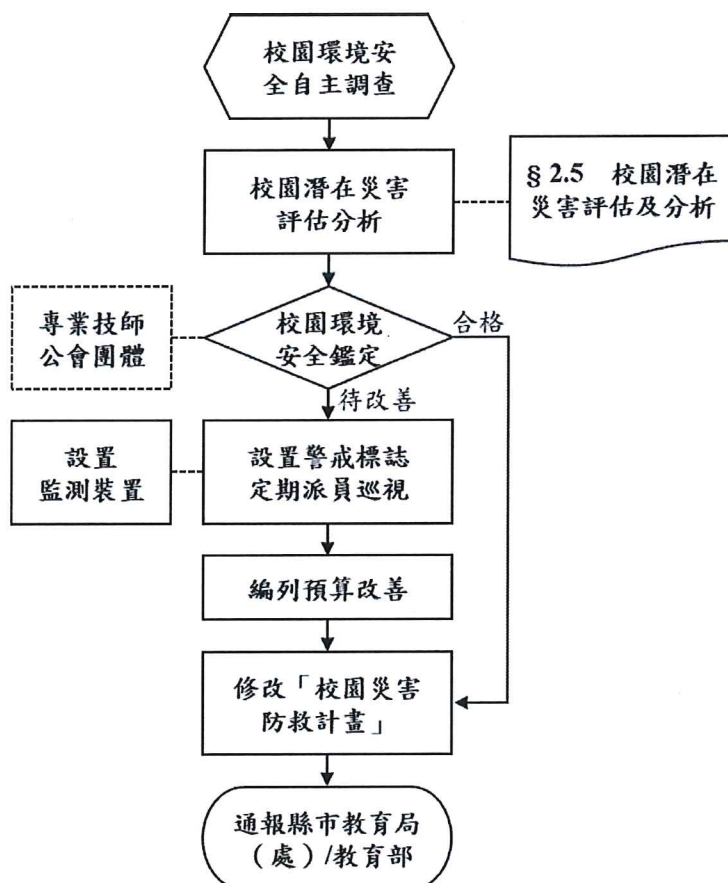 校園環境安
全自主調查
校園潛在災害
評估分析
§ 2.5 校園潛在
災害評估及分析
專業技師
公會團體
校園環境
安全鑑定
合格
待改善
設置
監測裝置
設置警戒標誌
定期派員巡視
編列預算改善
修改「校園災害
防救計畫」
通報縣市教育局
（處）/教育部